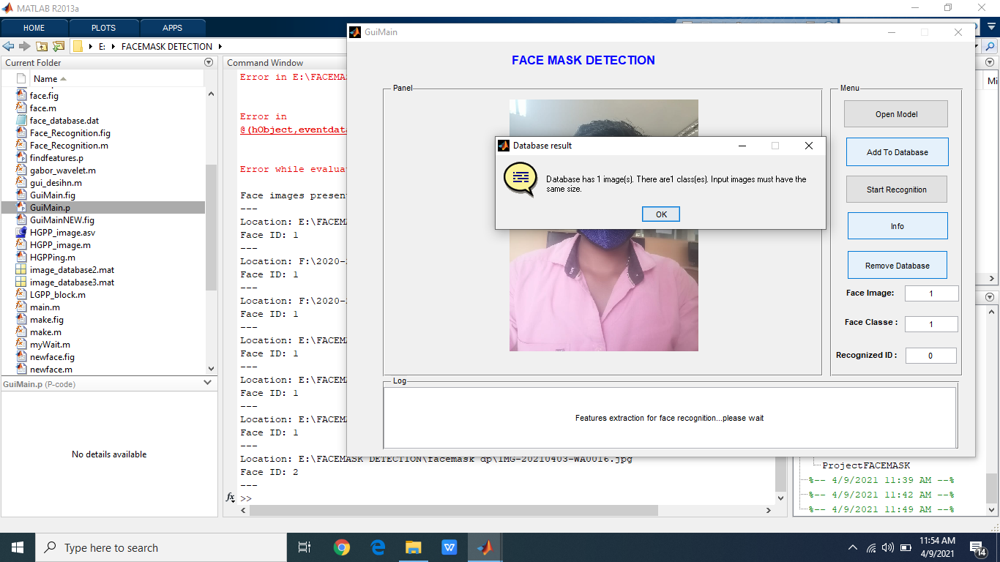 MATLAB R2013a
HOME PLOTS APPS
E: FACEMASK DETECTION
Current Folder
Name
face.fig
face.m
face_database.dat
Face_Recognition.fig
Face_Recognition.m
findfeatures.p
gabor_wavelet.m
gui_desihn.m
GuiMain.fig
GuiMain.p
GuiMainNEW.fig
HGPP_image.asv
HGPP_image.m
HGPPing.m
image_database2.mat
image_database3.mat
LGPP_block.m
main.m
make.fig
make.m
myWait.m
newface.fig
newface.m
GuiMain.p (P-code)
No details available
Command Window
Error in E:\FACEMA
Error in
@(hObject,eventdat
Error while evalua
Face images presen
---
Location: E:\FACEM
Face ID: 1
---
Location: F:\2020-
Face ID: 1
---
Location: F:\2020-
Face ID: 1
---
Location: E:\FACEM
Face ID: 1
---
Location: E:\FACEM
Face ID: 1
---
Location: E:\FACEM
Face ID: 1
---
Location: E:\FACEMASK DETECTION\facemask dp\IMG-20210403-WA0016.jpg
Face ID: 2
---
fx >>
GuiMain
FACE MASK DETECTION
Panel
Database result
Database has 1 image(s). There are1 class(es). Input images must have the
same size.
OK
Menu
Open Model
Add To Database
Start Recognition
Info
Remove Database
Face Image: 1
Face Classe : 1
Recognized ID : 0
Log
Features extraction for face recognition...please wait
Mi
ProjectFACEMASK
%-- 4/9/2021 11:39 AM --%
%-- 4/9/2021 11:42 AM --%
%-- 4/9/2021 11:49 AM --%
Type here to search
11:54 AM
4/9/2021
14